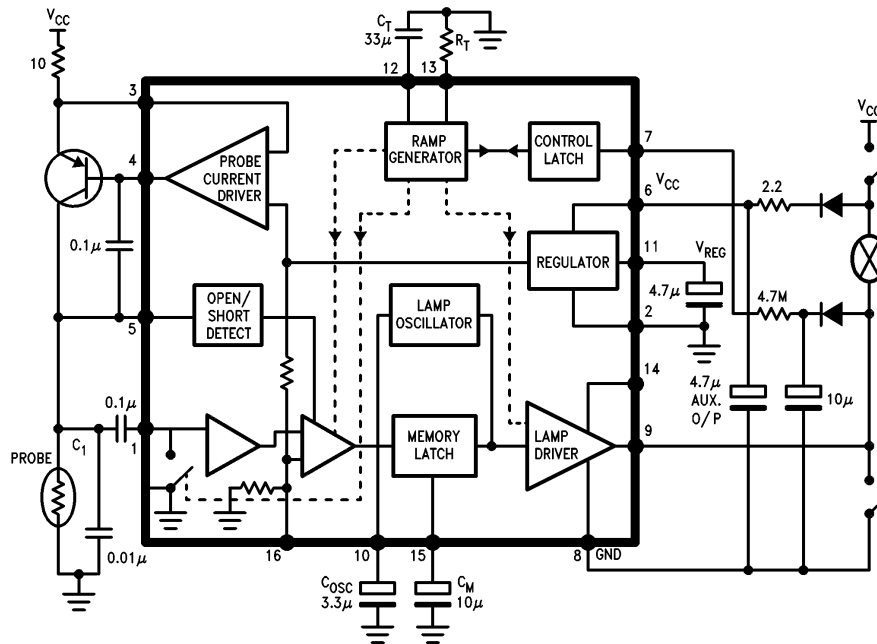 V_CC
10
C_T
33µ
R_T
12
13
3
4
0.1µ
5
PROBE
CURRENT
DRIVER
RAMP
GENERATOR
CONTROL
LATCH
7
6
V_CC
2.2
V_CC
11
V_REG
REGULATOR
4.7µ
2
4.7M
OPEN/
SHORT
DETECT
LAMP
OSCILLATOR
14
4.7µ
AUX.
O/P
10µ
0.1µ
C_1
1
PROBE
MEMORY
LATCH
LAMP
DRIVER
9
0.01µ
16
10
15
8
GND
C_OSC
3.3µ
C_M
10µ